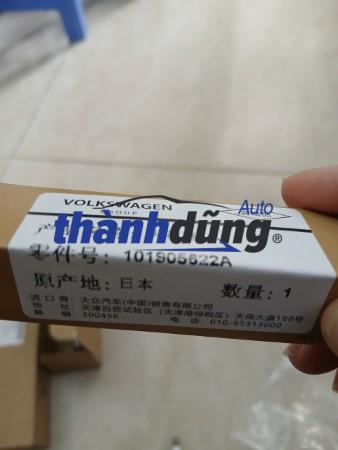 VOLKSWAGEN
GROUP
Auto
thànhdũng®
零件号: 101905622A
原产地: 日本 数量: 1
进口商: 大众汽车(中国)销售有限公司
地址: 天津自贸试验区(天津港保税区)天保大道188号
邮编: 300456 电话: 010-65313000